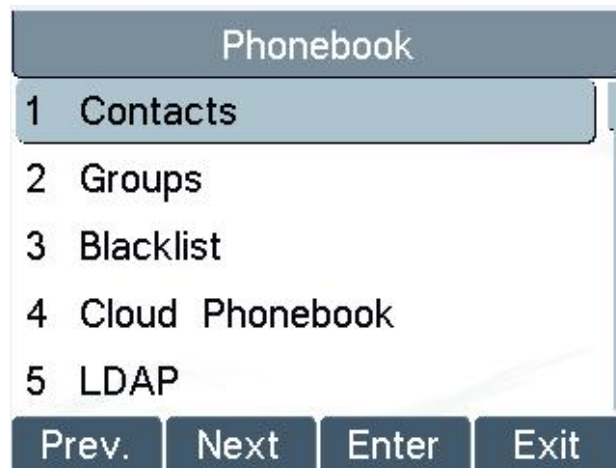 Phonebook
1 Contacts
2 Groups
3 Blacklist
4 Cloud Phonebook
5 LDAP
Prev. Next Enter Exit